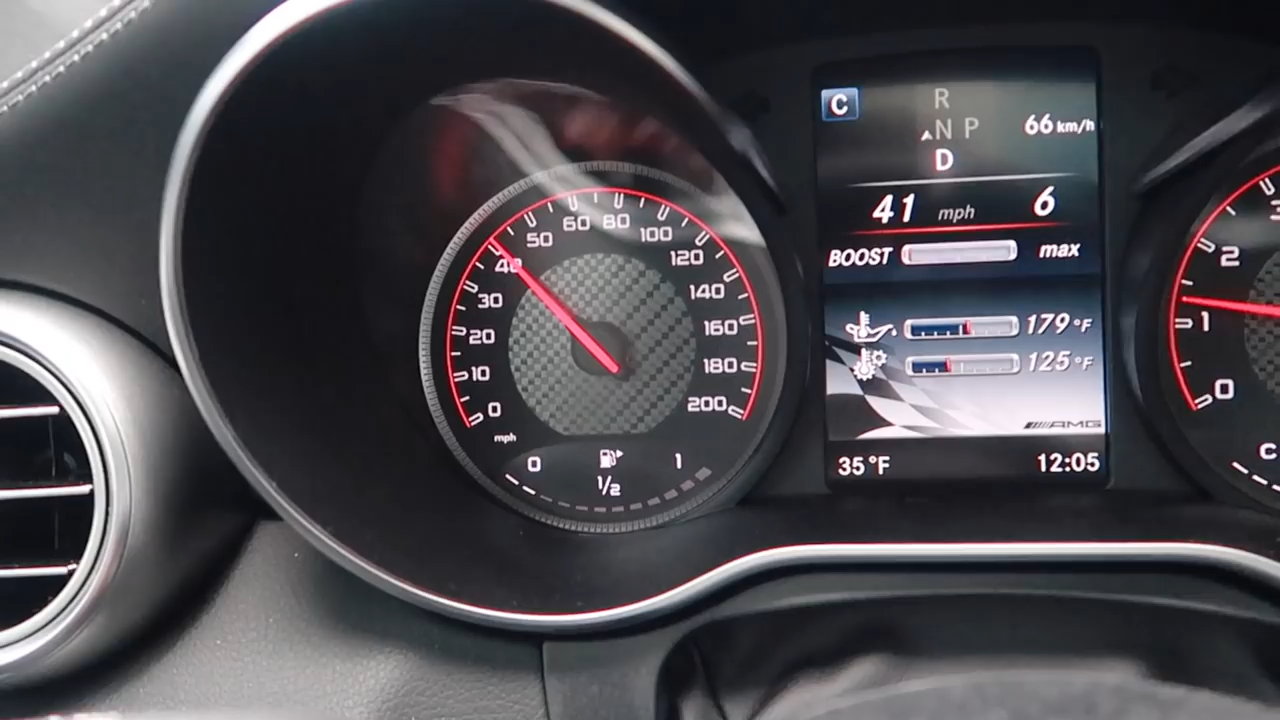 0
10
20
30
40
50
60
80
100
120
140
160
180
200
mph
0
1
1/2
C
R
N P
D
66 km/h
41 mph 6
BOOST max
179 °F
125 °F
AMG
35 °F 12:05
0
1
2
C